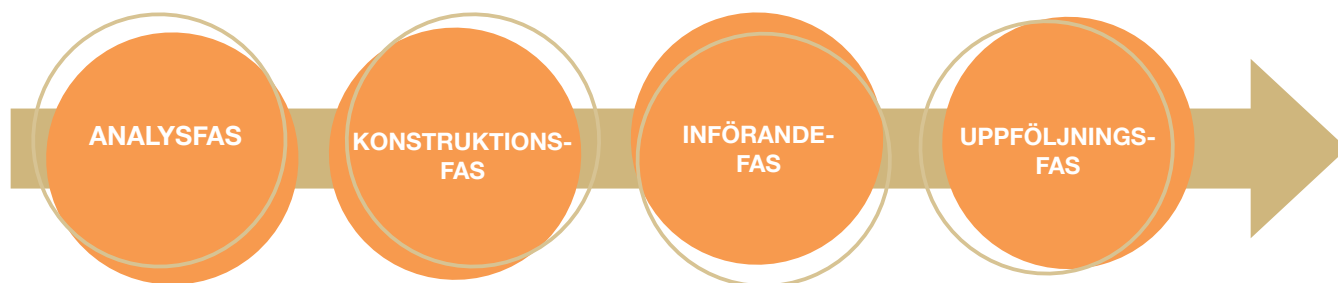 ANALYSFAS
KONSTRUKTIONS-
FAS
INFÖRANDE-
FAS
UPPFÖLJNINGS-
FAS